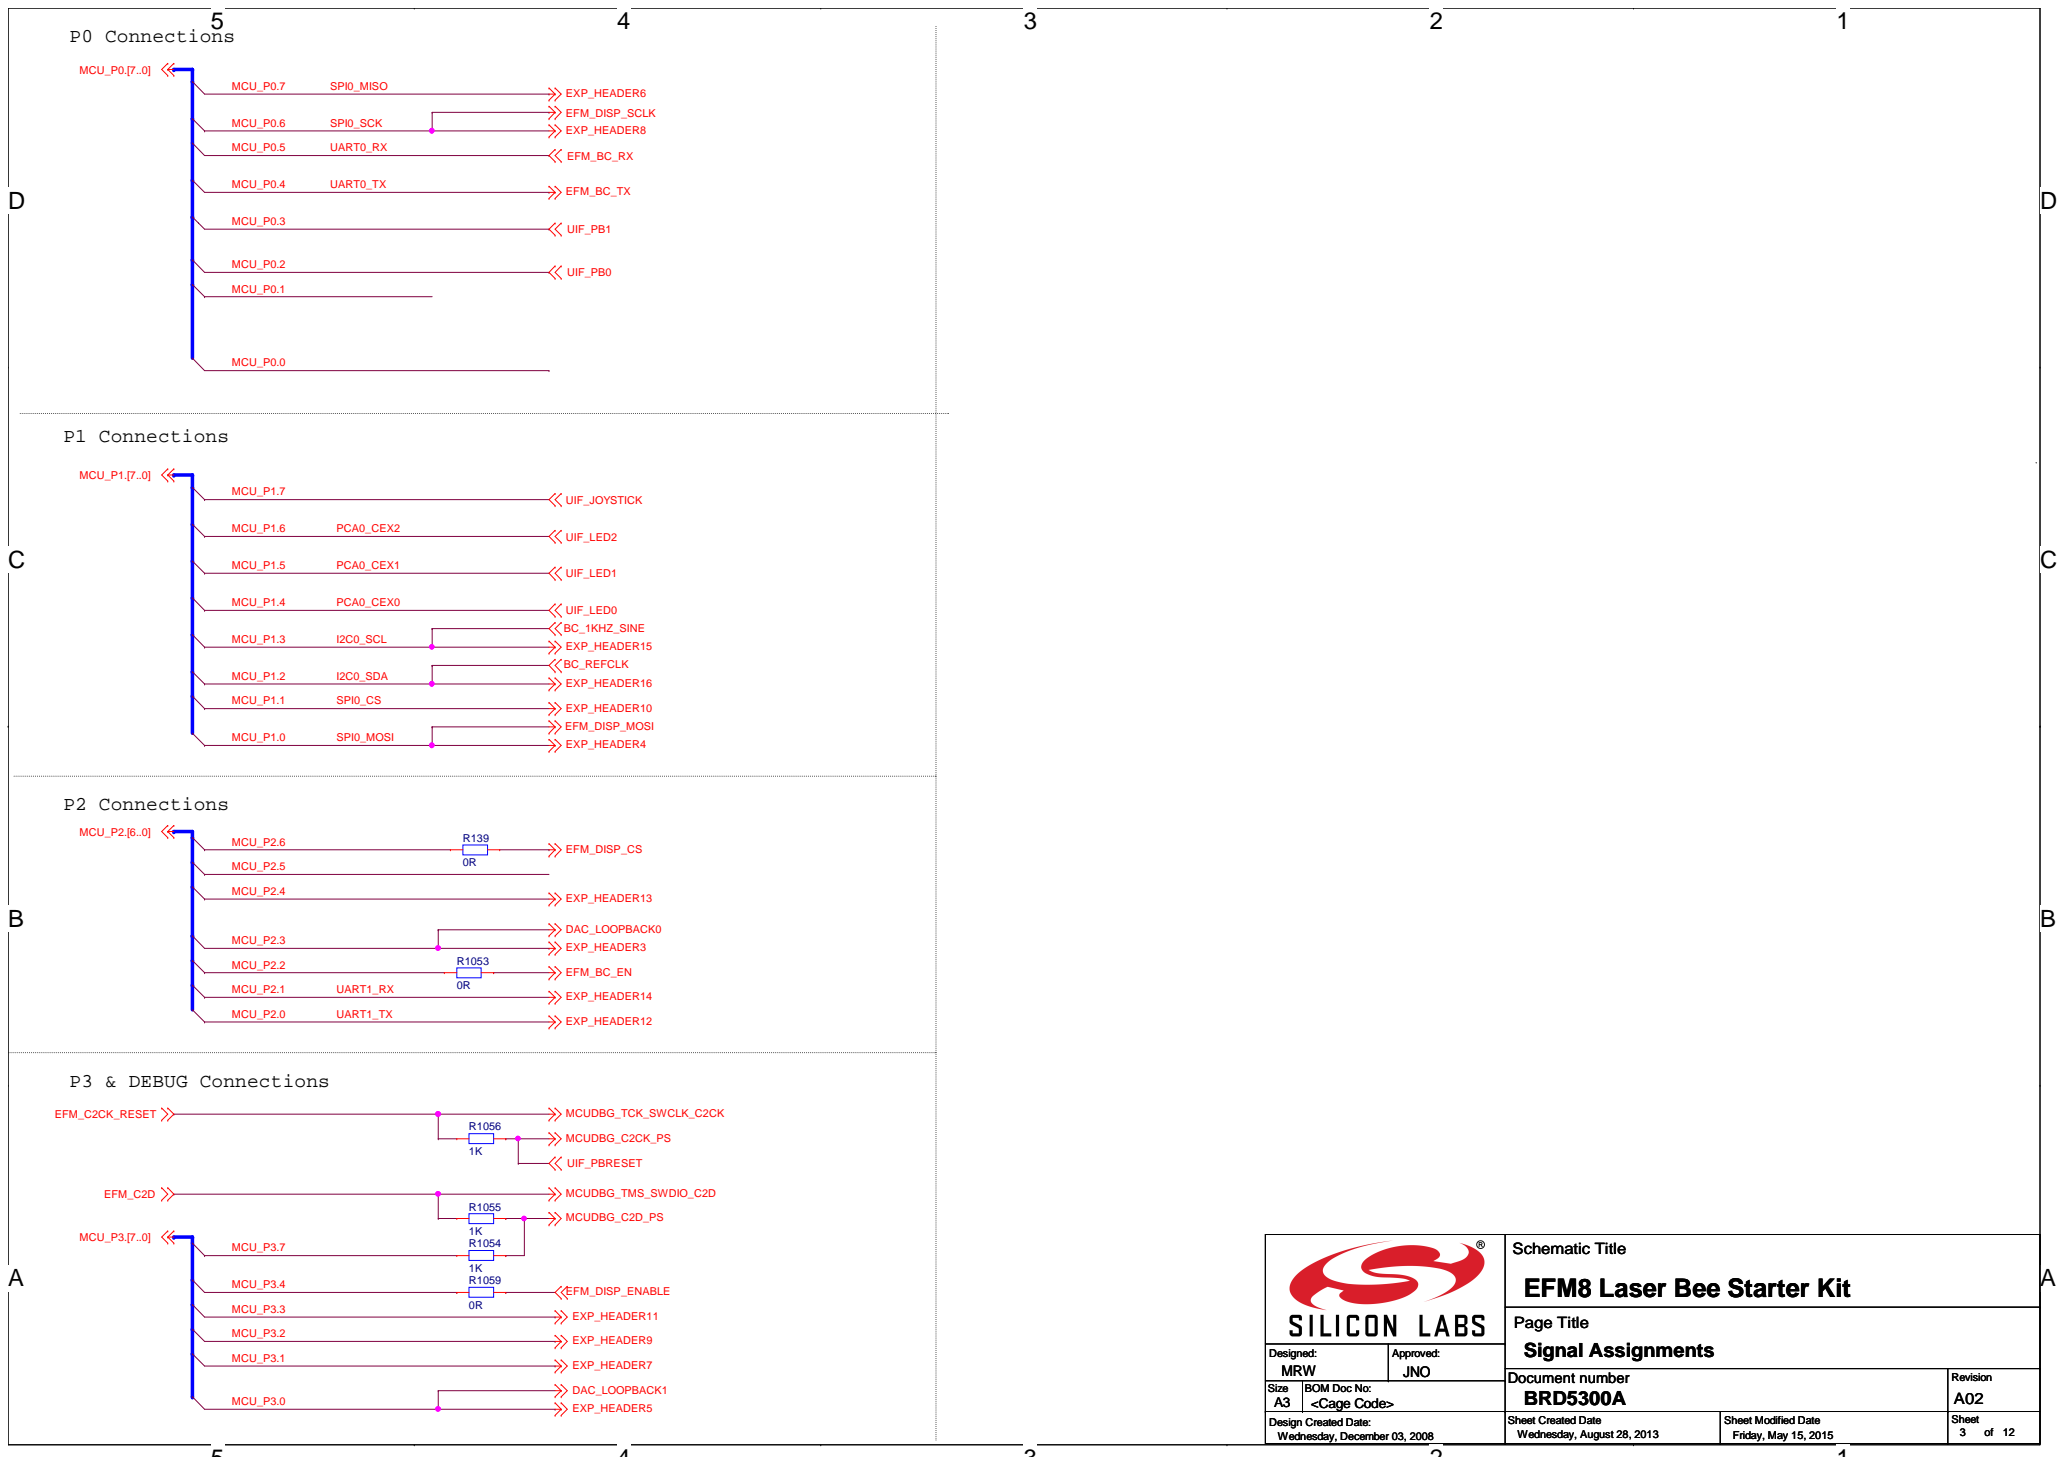 5 4 3 2 1
P0 Connections
MCU_P0.[7..0]
MCU_P0.7 SPI0_MISO EXP_HEADER6
EFM_DISP_SCLK
MCU_P0.6 SPI0_SCK EXP_HEADER8
MCU_P0.5 UART0_RX EFM_BC_RX
MCU_P0.4 UART0_TX EFM_BC_TX
D D
MCU_P0.3 UIF_PB1
MCU_P0.2 UIF_PB0
MCU_P0.1
MCU_P0.0
P1 Connections
MCU_P1.[7..0]
MCU_P1.7 UIF_JOYSTICK
MCU_P1.6 PCA0_CEX2 UIF_LED2
C C
MCU_P1.5 PCA0_CEX1 UIF_LED1
MCU_P1.4 PCA0_CEX0 UIF_LED0
BC_1KHZ_SINE
MCU_P1.3 I2C0_SCL EXP_HEADER15
BC_REFCLK
MCU_P1.2 I2C0_SDA EXP_HEADER16
MCU_P1.1 SPI0_CS EXP_HEADER10
EFM_DISP_MOSI
MCU_P1.0 SPI0_MOSI EXP_HEADER4
P2 Connections
MCU_P2.[6..0]
MCU_P2.6 R139 0R EFM_DISP_CS
MCU_P2.5
MCU_P2.4 EXP_HEADER13
B B
DAC_LOOPBACK0
MCU_P2.3 EXP_HEADER3
MCU_P2.2 R1053 0R EFM_BC_EN
MCU_P2.1 UART1_RX EXP_HEADER14
MCU_P2.0 UART1_TX EXP_HEADER12
P3 & DEBUG Connections
EFM_C2CK_RESET MCUDBG_TCK_SWCLK_C2CK
R1056 1K MCUDBG_C2CK_PS
UIF_PBRESET
EFM_C2D MCUDBG_TMS_SWDIO_C2D
R1055 1K MCUDBG_C2D_PS
MCU_P3.[7..0]
MCU_P3.7 R1054 1K
A A
MCU_P3.4 R1059 0R EFM_DISP_ENABLE
MCU_P3.3 EXP_HEADER11
MCU_P3.2 EXP_HEADER9
MCU_P3.1 EXP_HEADER7
DAC_LOOPBACK1
MCU_P3.0 EXP_HEADER5
®
SILICON LABS
Schematic Title
EFM8 Laser Bee Starter Kit
Page Title
Signal Assignments
Designed: Approved:
MRW JNO
Document number Revision
BRD5300A A02
Size BOM Doc No:
A3 <Cage Code>
Design Created Date: Sheet Created Date Sheet Modified Date Sheet
Wednesday, December 03, 2008 Wednesday, August 28, 2013 Friday, May 15, 2015 3 of 12
5 4 3 2 1